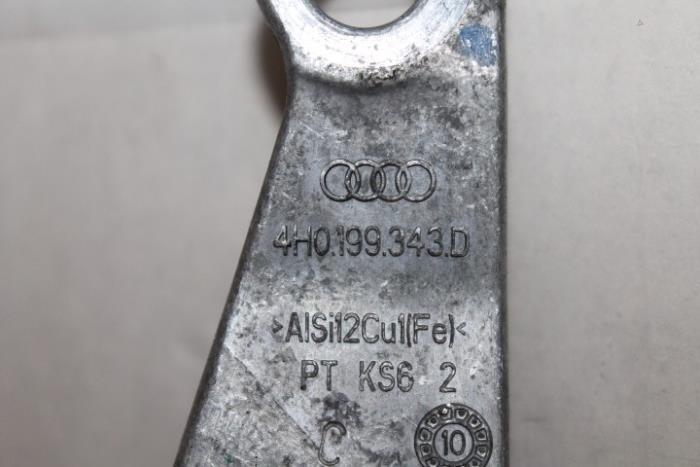 4H0.199.343.D
>AlSi12Cu1(Fe)<
PT KS6 2
C
10